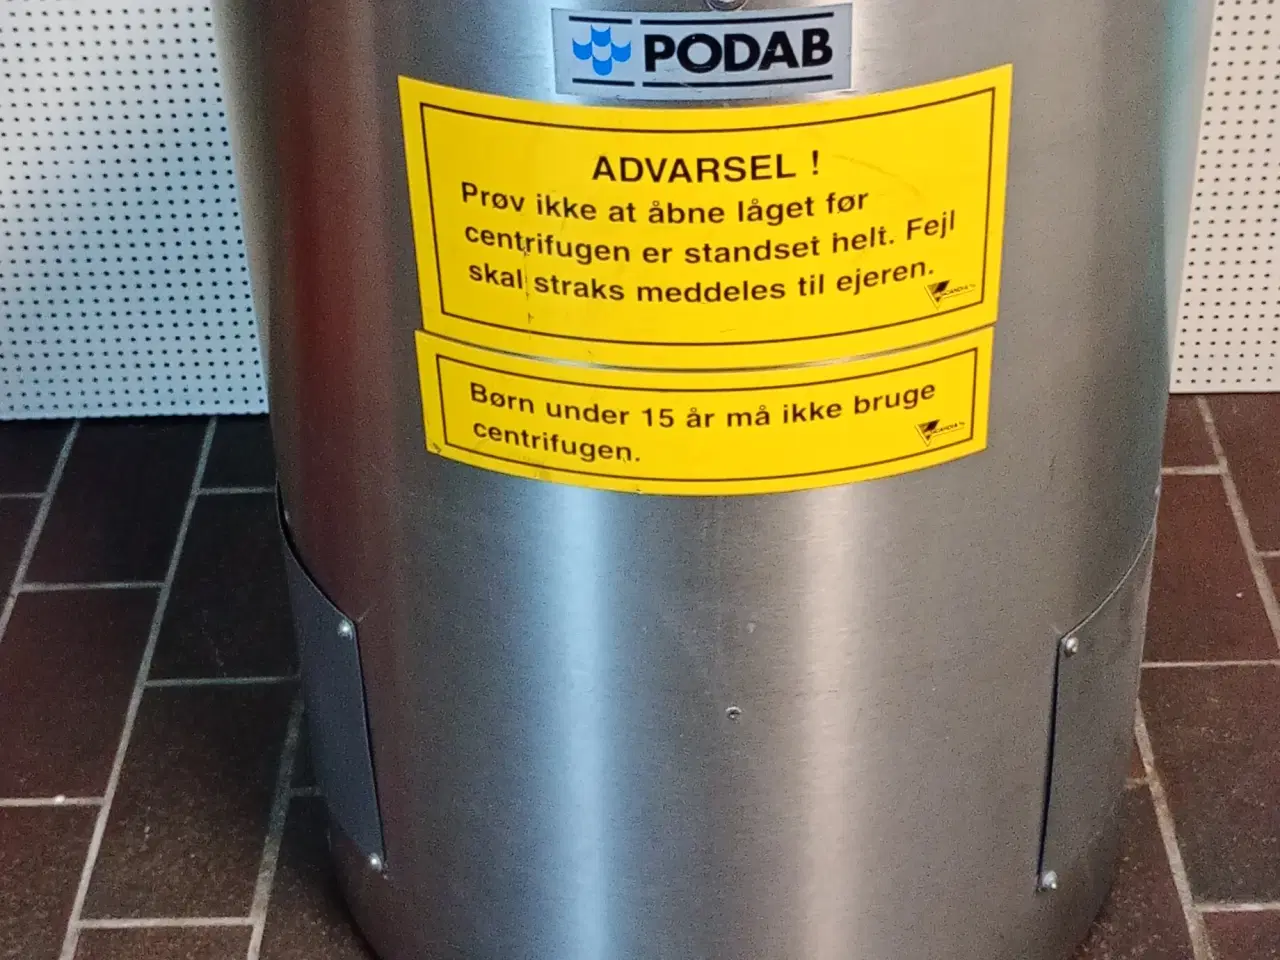 PODAB
ADVARSEL !
Prøv ikke at åbne låget før
centrifugen er standset helt. Fejl
skal straks meddeles til ejeren.
Børn under 15 år må ikke bruge
centrifugen.